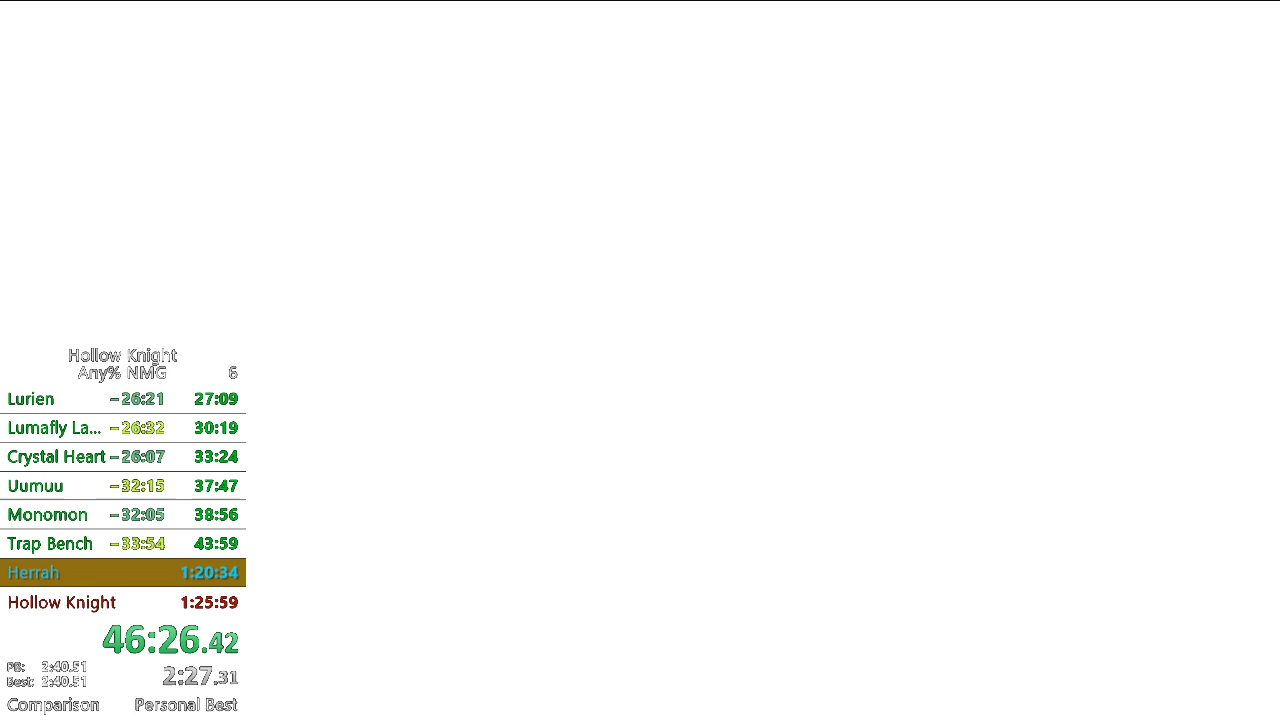 Hollow Knight
Any% NMG 6
Lurien -26:21 27:09
Lumafly La... -26:32 30:19
Crystal Heart -26:07 33:24
Uumuu -32:15 37:47
Monomon -32:05 38:56
Trap Bench -33:54 43:59
Herrah 1:20:34
Hollow Knight 1:25:59
46:26.42
PB: 2:40.51 2:27.31
Best: 2:40.51
Comparison Personal Best